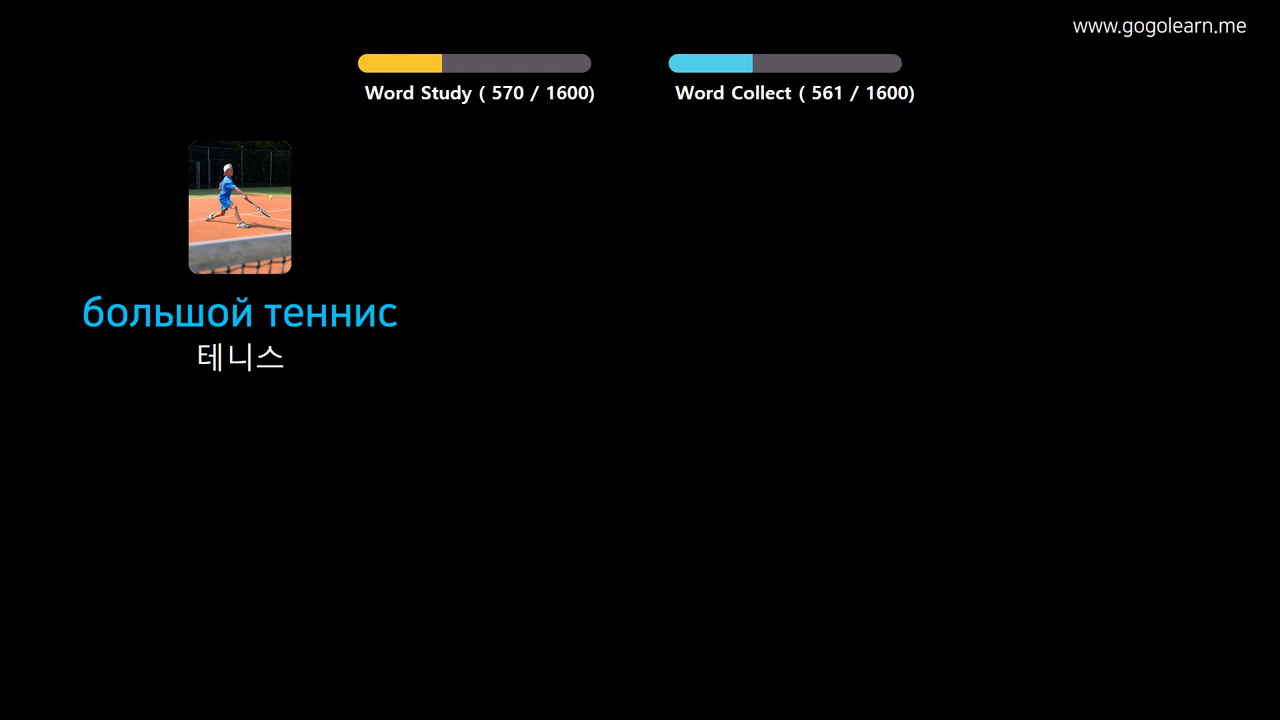 www.gogolearn.me
Word Study ( 570 / 1600)
Word Collect ( 561 / 1600)
большой теннис
테니스